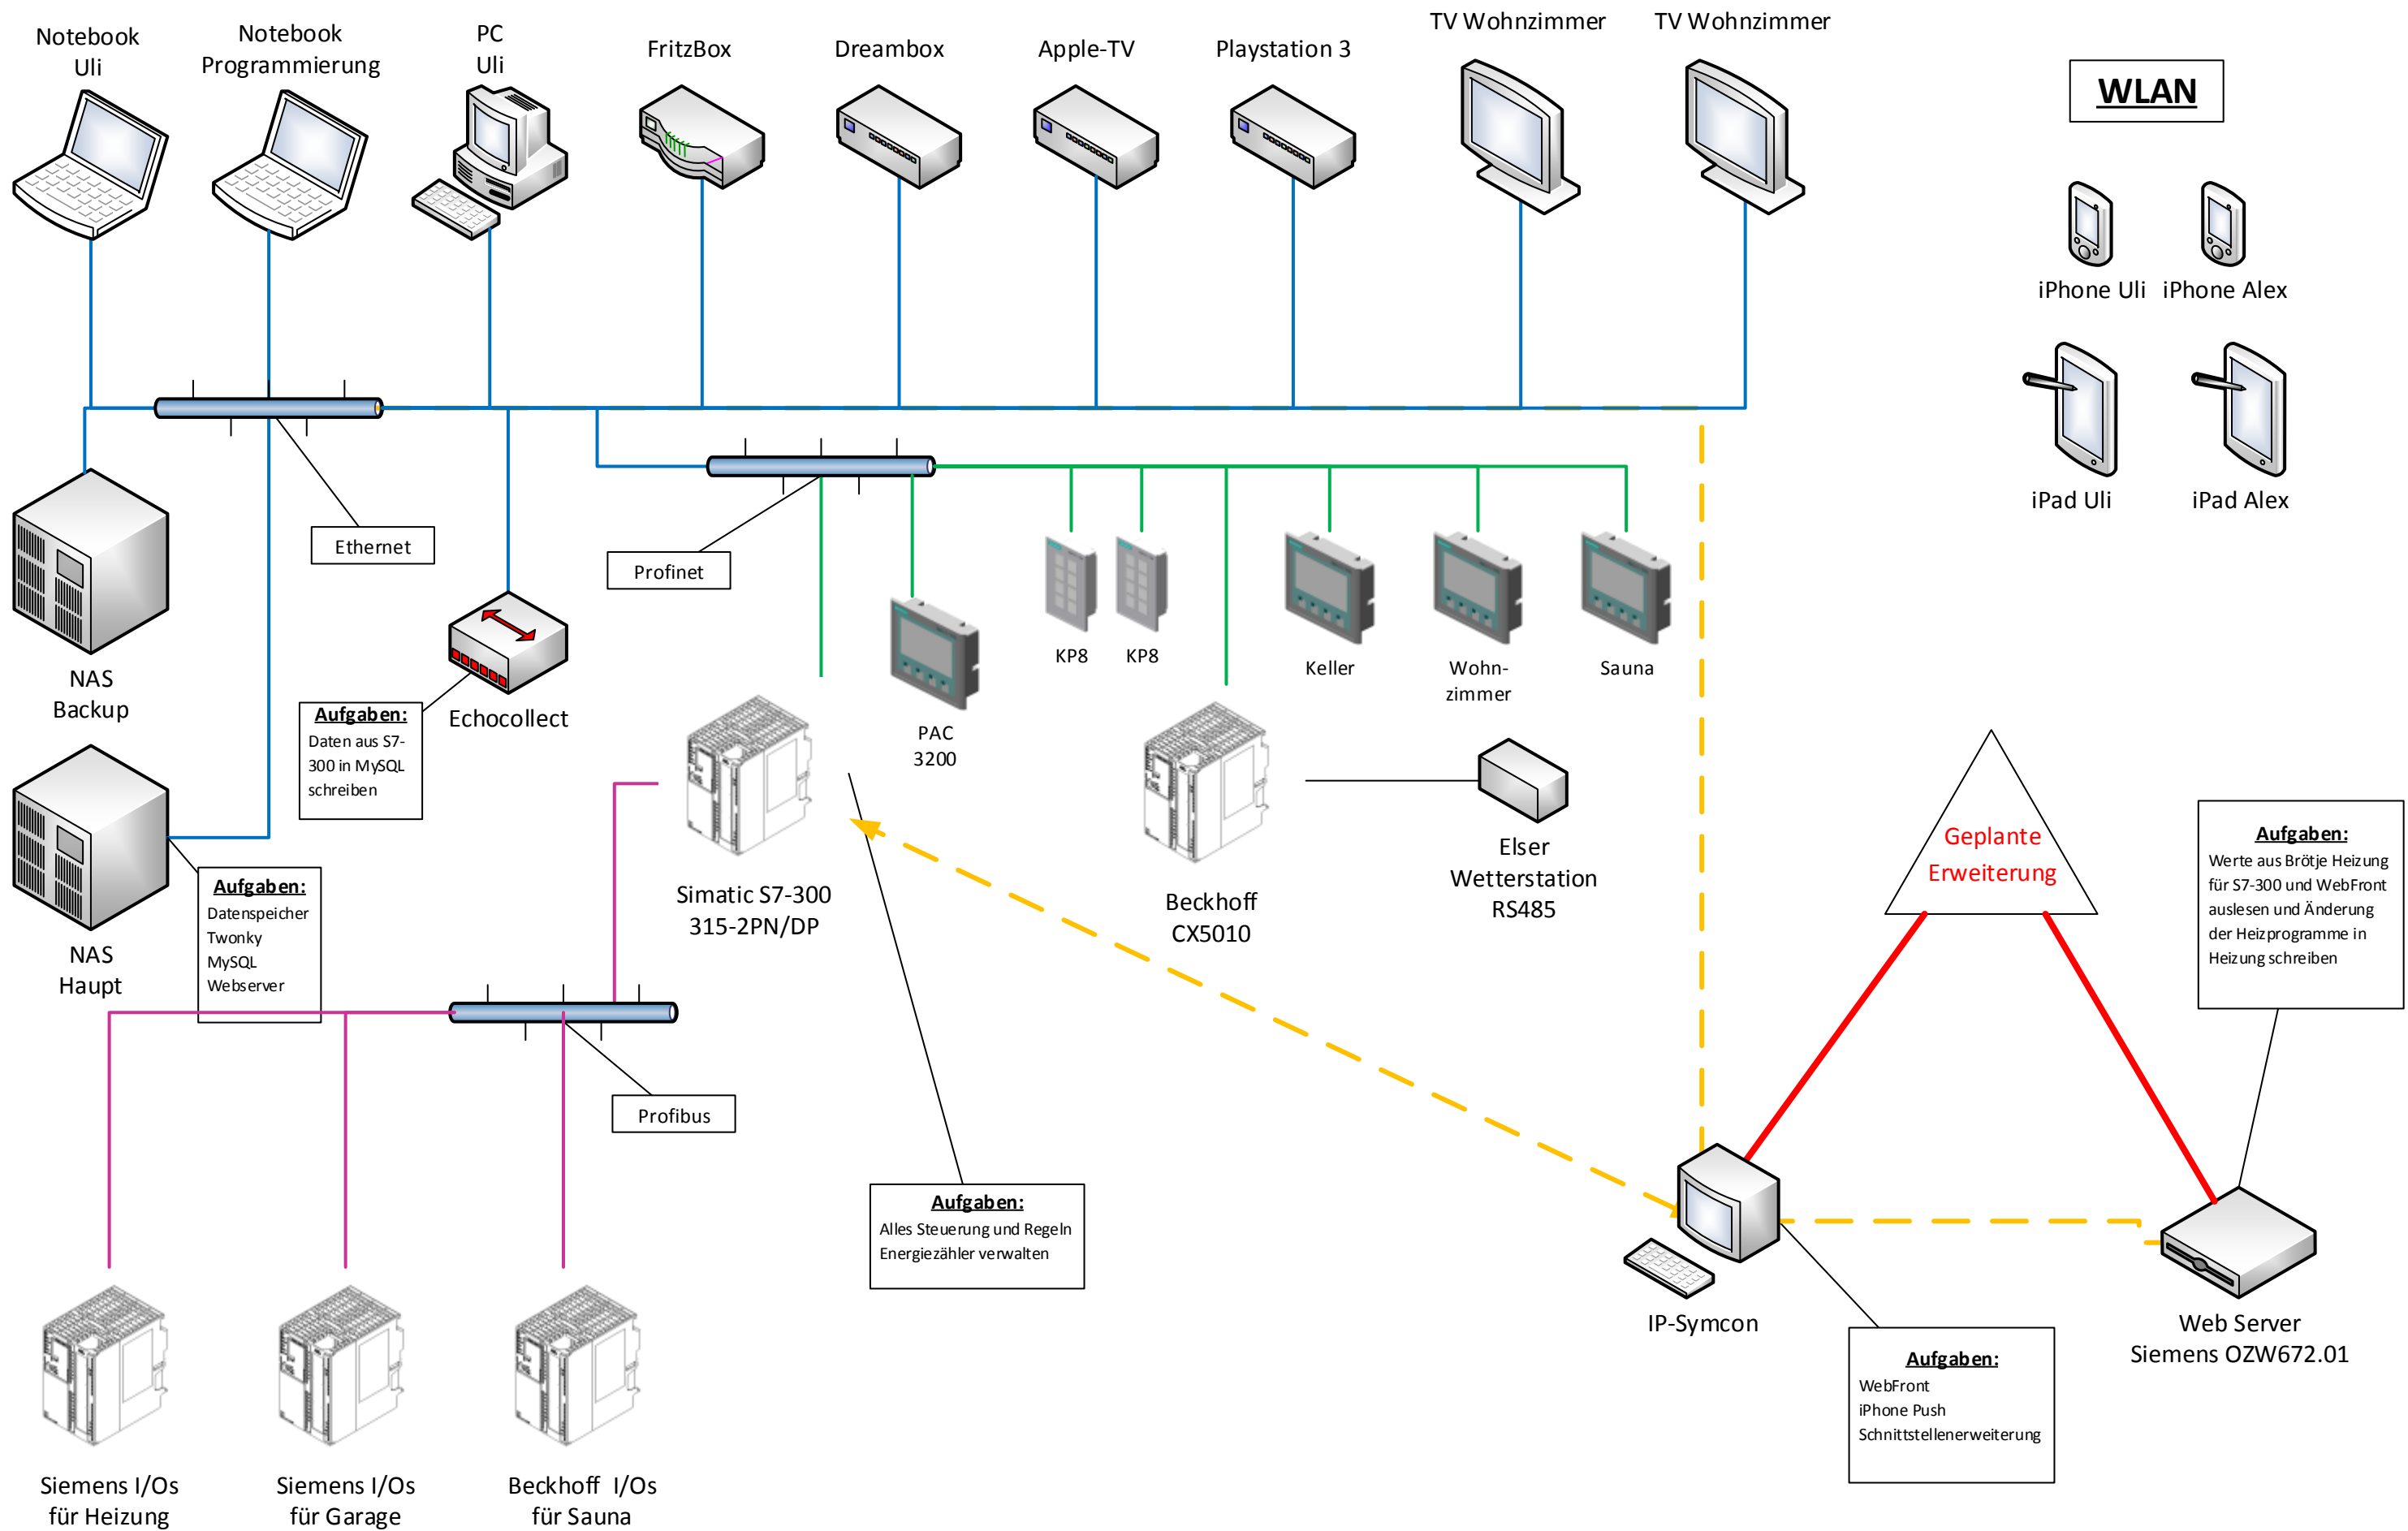 Notebook
Uli
Notebook
Programmierung
PC
Uli
FritzBox
Dreambox
Apple-TV
Playstation 3
TV Wohnzimmer
TV Wohnzimmer
WLAN
iPhone Uli
iPhone Alex
iPad Uli
iPad Alex
Ethernet
Profinet
NAS
Backup
Echocollect
Aufgaben:
Daten aus S7-
300 in MySQL
schreiben
PAC
3200
KP8
KP8
Keller
Wohn-
zimmer
Sauna
NAS
Haupt
Aufgaben:
Datenspeicher
Twonky
MySQL
Webserver
Simatic S7-300
315-2PN/DP
Beckhoff
CX5010
Elser
Wetterstation
RS485
Geplante
Erweiterung
Aufgaben:
Werte aus Brötje Heizung
für S7-300 und WebFront
auslesen und Änderung
der Heizprogramme in
Heizung schreiben
Profibus
Aufgaben:
Alles Steuerung und Regeln
Energiezähler verwalten
IP-Symcon
Web Server
Siemens OZW672.01
Aufgaben:
WebFront
iPhone Push
Schnittstellenerweiterung
Siemens I/Os
für Heizung
Siemens I/Os
für Garage
Beckhoff I/Os
für Sauna